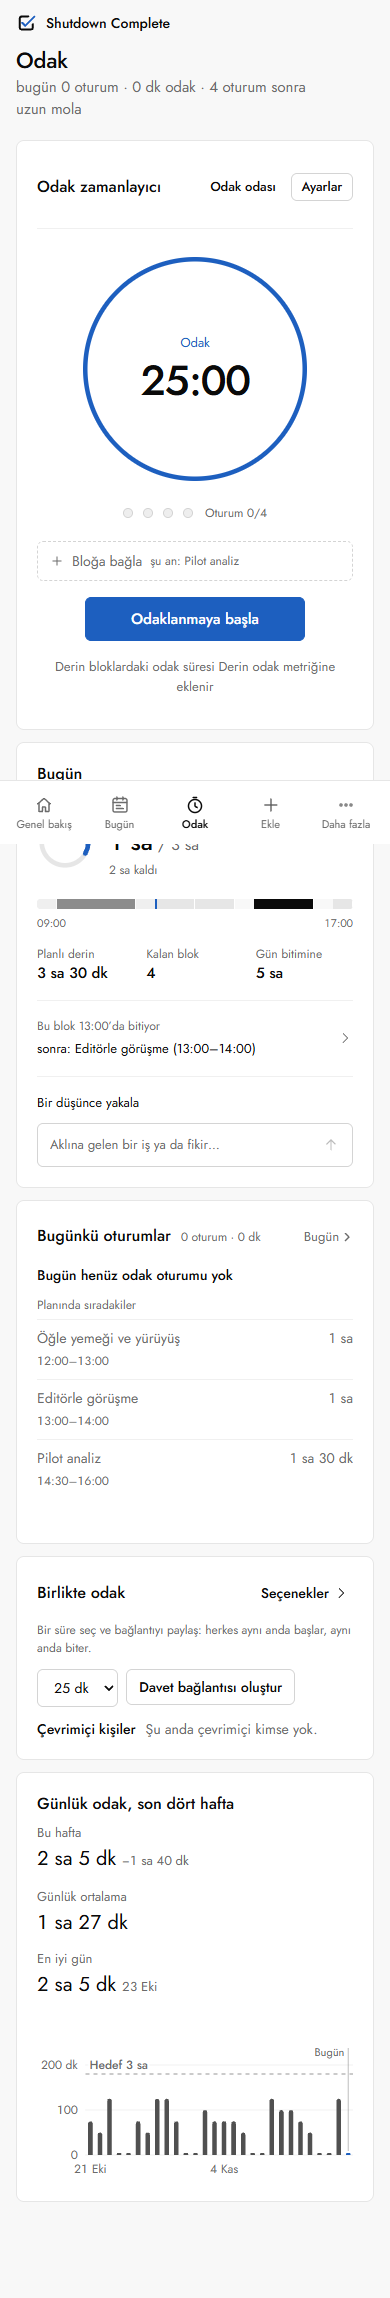 Shutdown Complete
Odak
bugün 0 oturum · 0 dk odak · 4 oturum sonra
uzun mola
Odak zamanlayıcı
Odak odası
Ayarlar
Odak
25:00
Oturum 0/4
Bloğa bağla şu an: Pilot analiz
Odaklanmaya başla
Derin bloklardaki odak süresi Derin odak metriğine
eklenir
Bugün
Genel bakış
Bugün
Odak
Ekle
Daha fazla
1 sa / 3 sa
2 sa kaldı
09:00
17:00
Planlı derin
3 sa 30 dk
Kalan blok
4
Gün bitimine
5 sa
Bu blok 13:00'da bitiyor
sonra: Editörle görüşme (13:00–14:00)
Bir düşünce yakala
Aklına gelen bir iş ya da fikir…
Bugünkü oturumlar 0 oturum · 0 dk
Bugün
Bugün henüz odak oturumu yok
Planında sıradakiler
Öğle yemeği ve yürüyüş 1 sa
12:00–13:00
Editörle görüşme 1 sa
13:00–14:00
Pilot analiz 1 sa 30 dk
14:30–16:00
Birlikte odak
Seçenekler
Bir süre seç ve bağlantıyı paylaş: herkes aynı anda başlar, aynı
anda biter.
25 dk
Davet bağlantısı oluştur
Çevrimiçi kişiler Şu anda çevrimiçi kimse yok.
Günlük odak, son dört hafta
Bu hafta
2 sa 5 dk −1 sa 40 dk
Günlük ortalama
1 sa 27 dk
En iyi gün
2 sa 5 dk 23 Eki
Bugün
200 dk
Hedef 3 sa
100
0
21 Eki
4 Kas